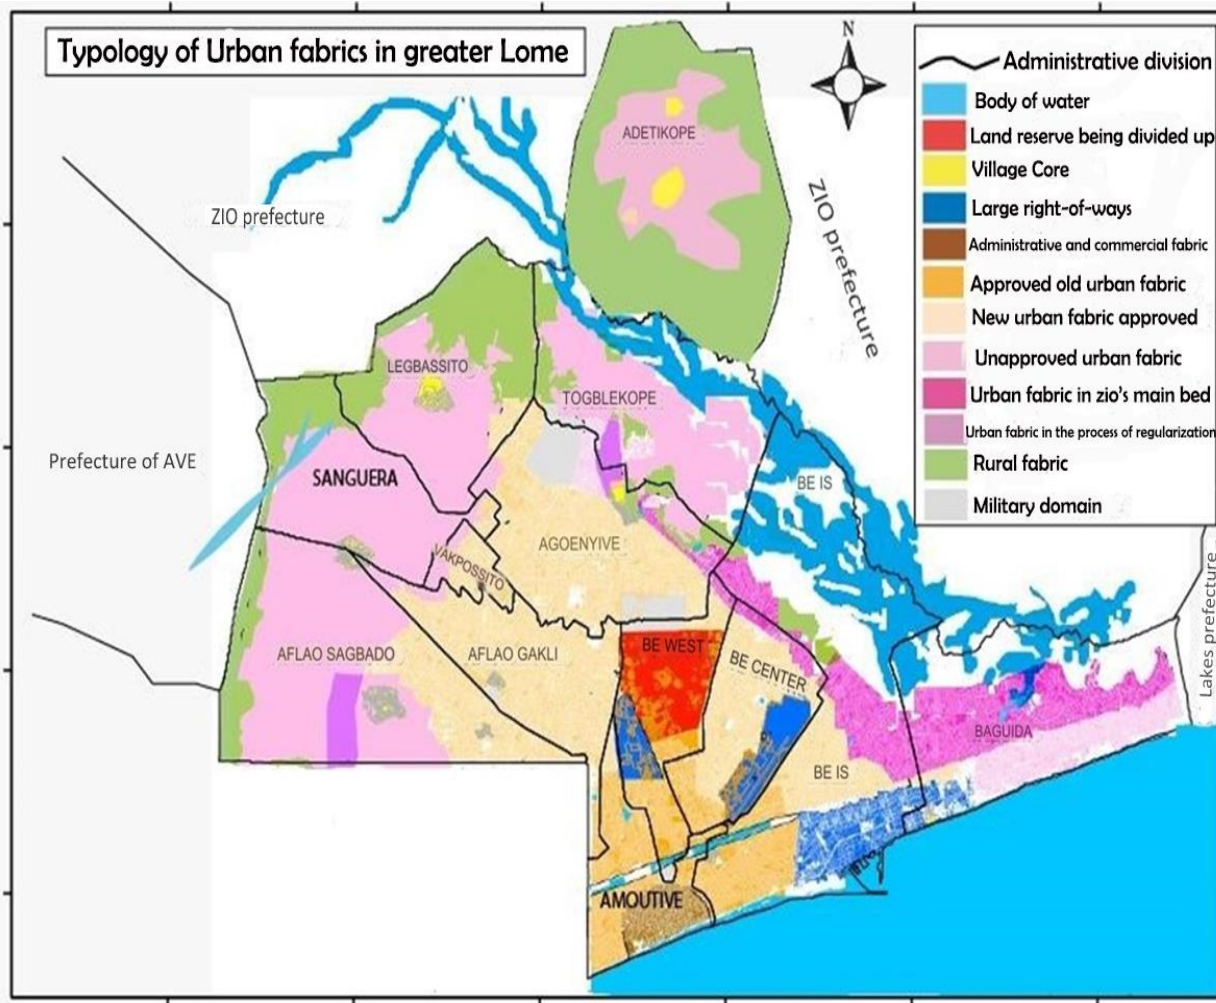 Typology of Urban fabrics in greater Lome
N
Administrative division
Body of water
Land reserve being divided up
Village Core
Large right-of-ways
Administrative and commercial fabric
Approved old urban fabric
New urban fabric approved
Unapproved urban fabric
Urban fabric in zio's main bed
Urban fabric in the process of regularization
Rural fabric
Military domain
ADETIKOPE
ZIO prefecture
ZIO prefecture
LEGBASSITO
TOGBLEKOPE
Prefecture of AVE
SANGUERA
BE IS
AGOENYIVE
VAKPOSSITO
Lakes prefecture
AFLAO SAGBADO
AFLAO GAKLI
BE WEST
BE CENTER
BAGUIDA
BE IS
AMOUTIVE